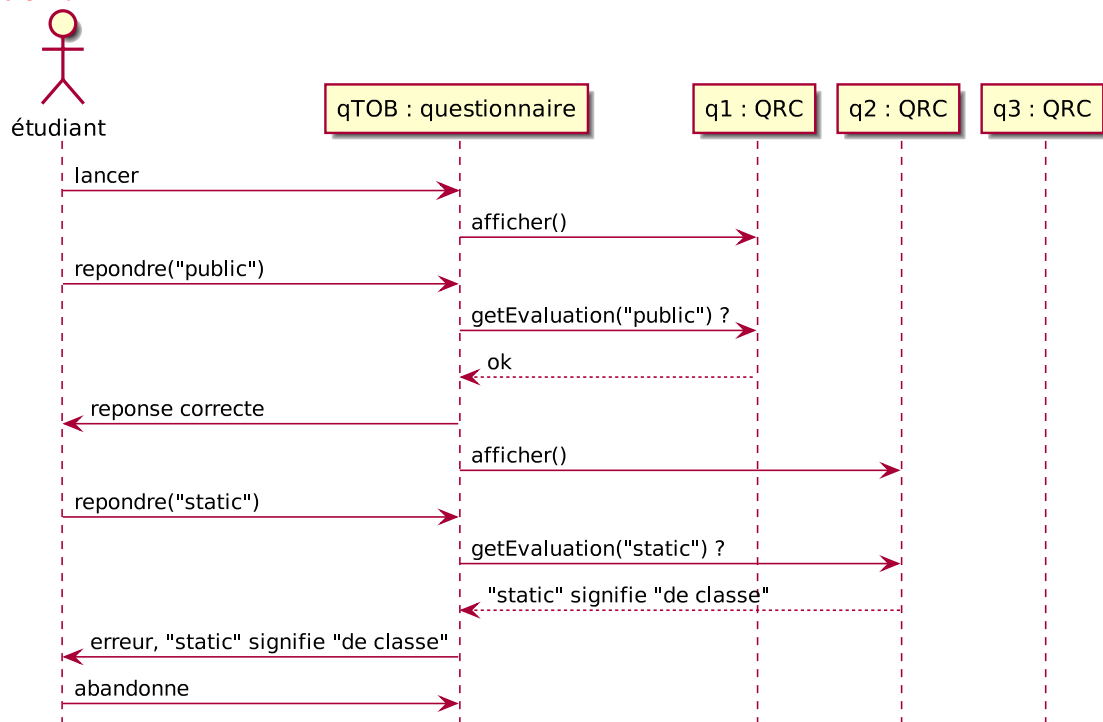 étudiant
qTOB : questionnaire
q1 : QRC
q2 : QRC
q3 : QRC
lancer
afficher()
repondre("public")
getEvaluation("public") ?
ok
reponse correcte
afficher()
repondre("static")
getEvaluation("static") ?
"static" signifie "de classe"
erreur, "static" signifie "de classe"
abandonne